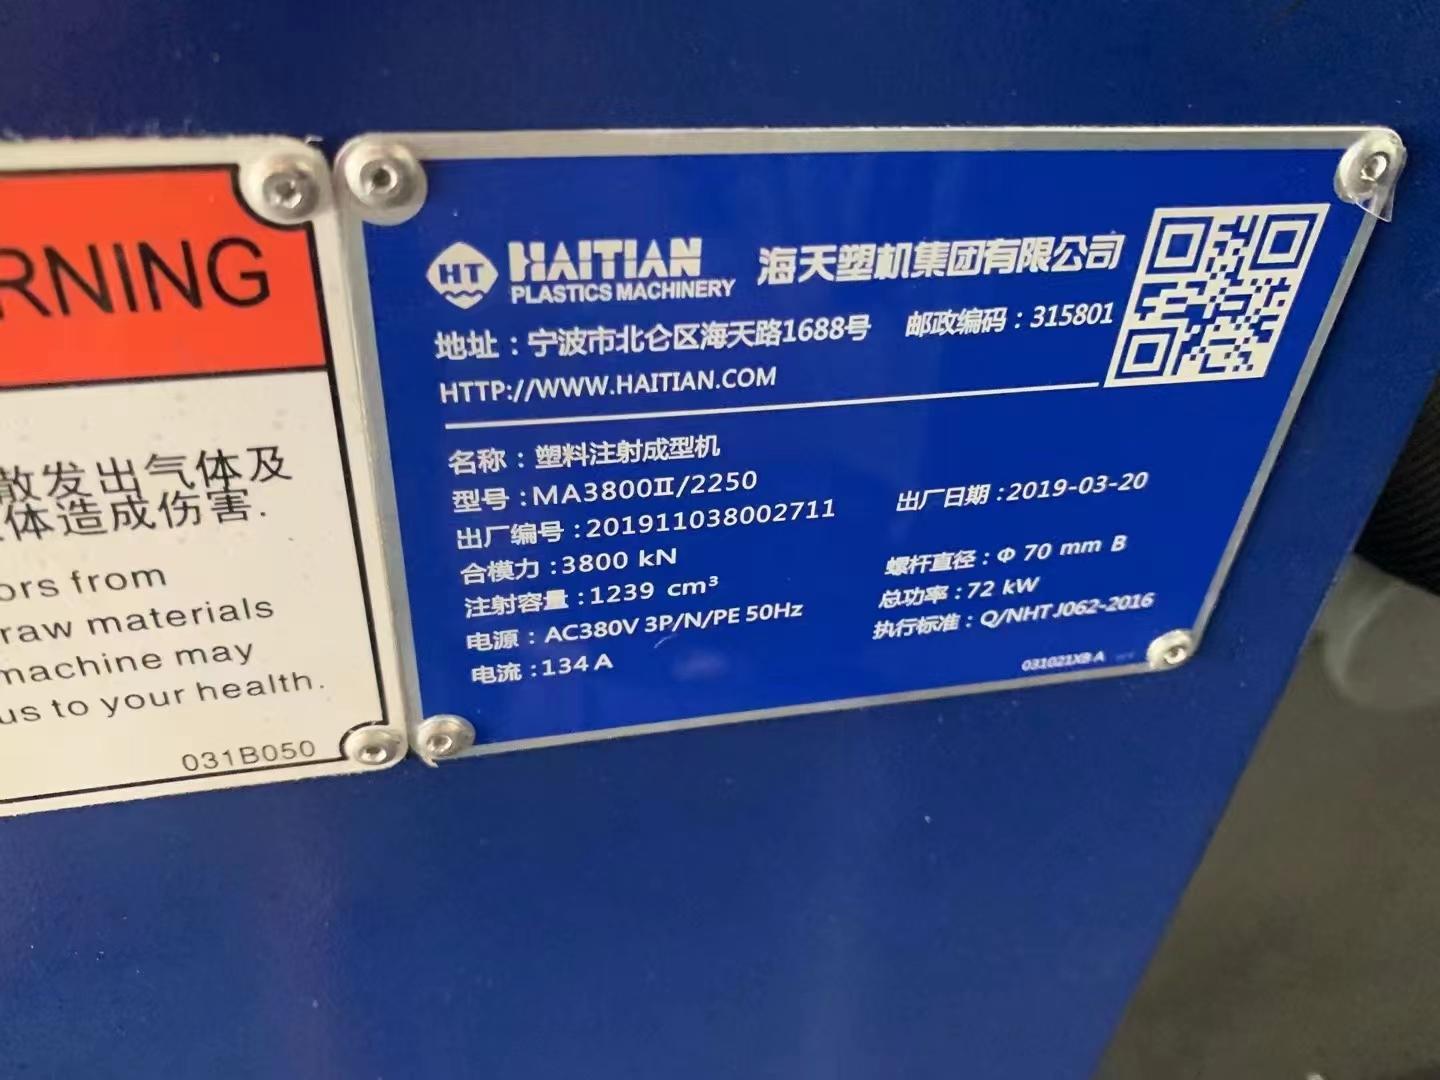 RNING
散发出气体及
体造成伤害.
ors from
raw materials
machine may
us to your health.
031B050
HT HAITIAN
PLASTICS MACHINERY
海天塑机集团有限公司
地址：宁波市北仑区海天路1688号 邮政编码：315801
HTTP://WWW.HAITIAN.COM
名称：塑料注射成型机
型号：MA3800II/2250
出厂编号：201911038002711 出厂日期：2019-03-20
合模力：3800 kN
注射容量：1239 cm³ 螺杆直径：Φ 70 mm B
电源：AC380V 3P/N/PE 50Hz 总功率：72 kW
电流：134A 执行标准：Q/NHTJ062-2016
031021XB A